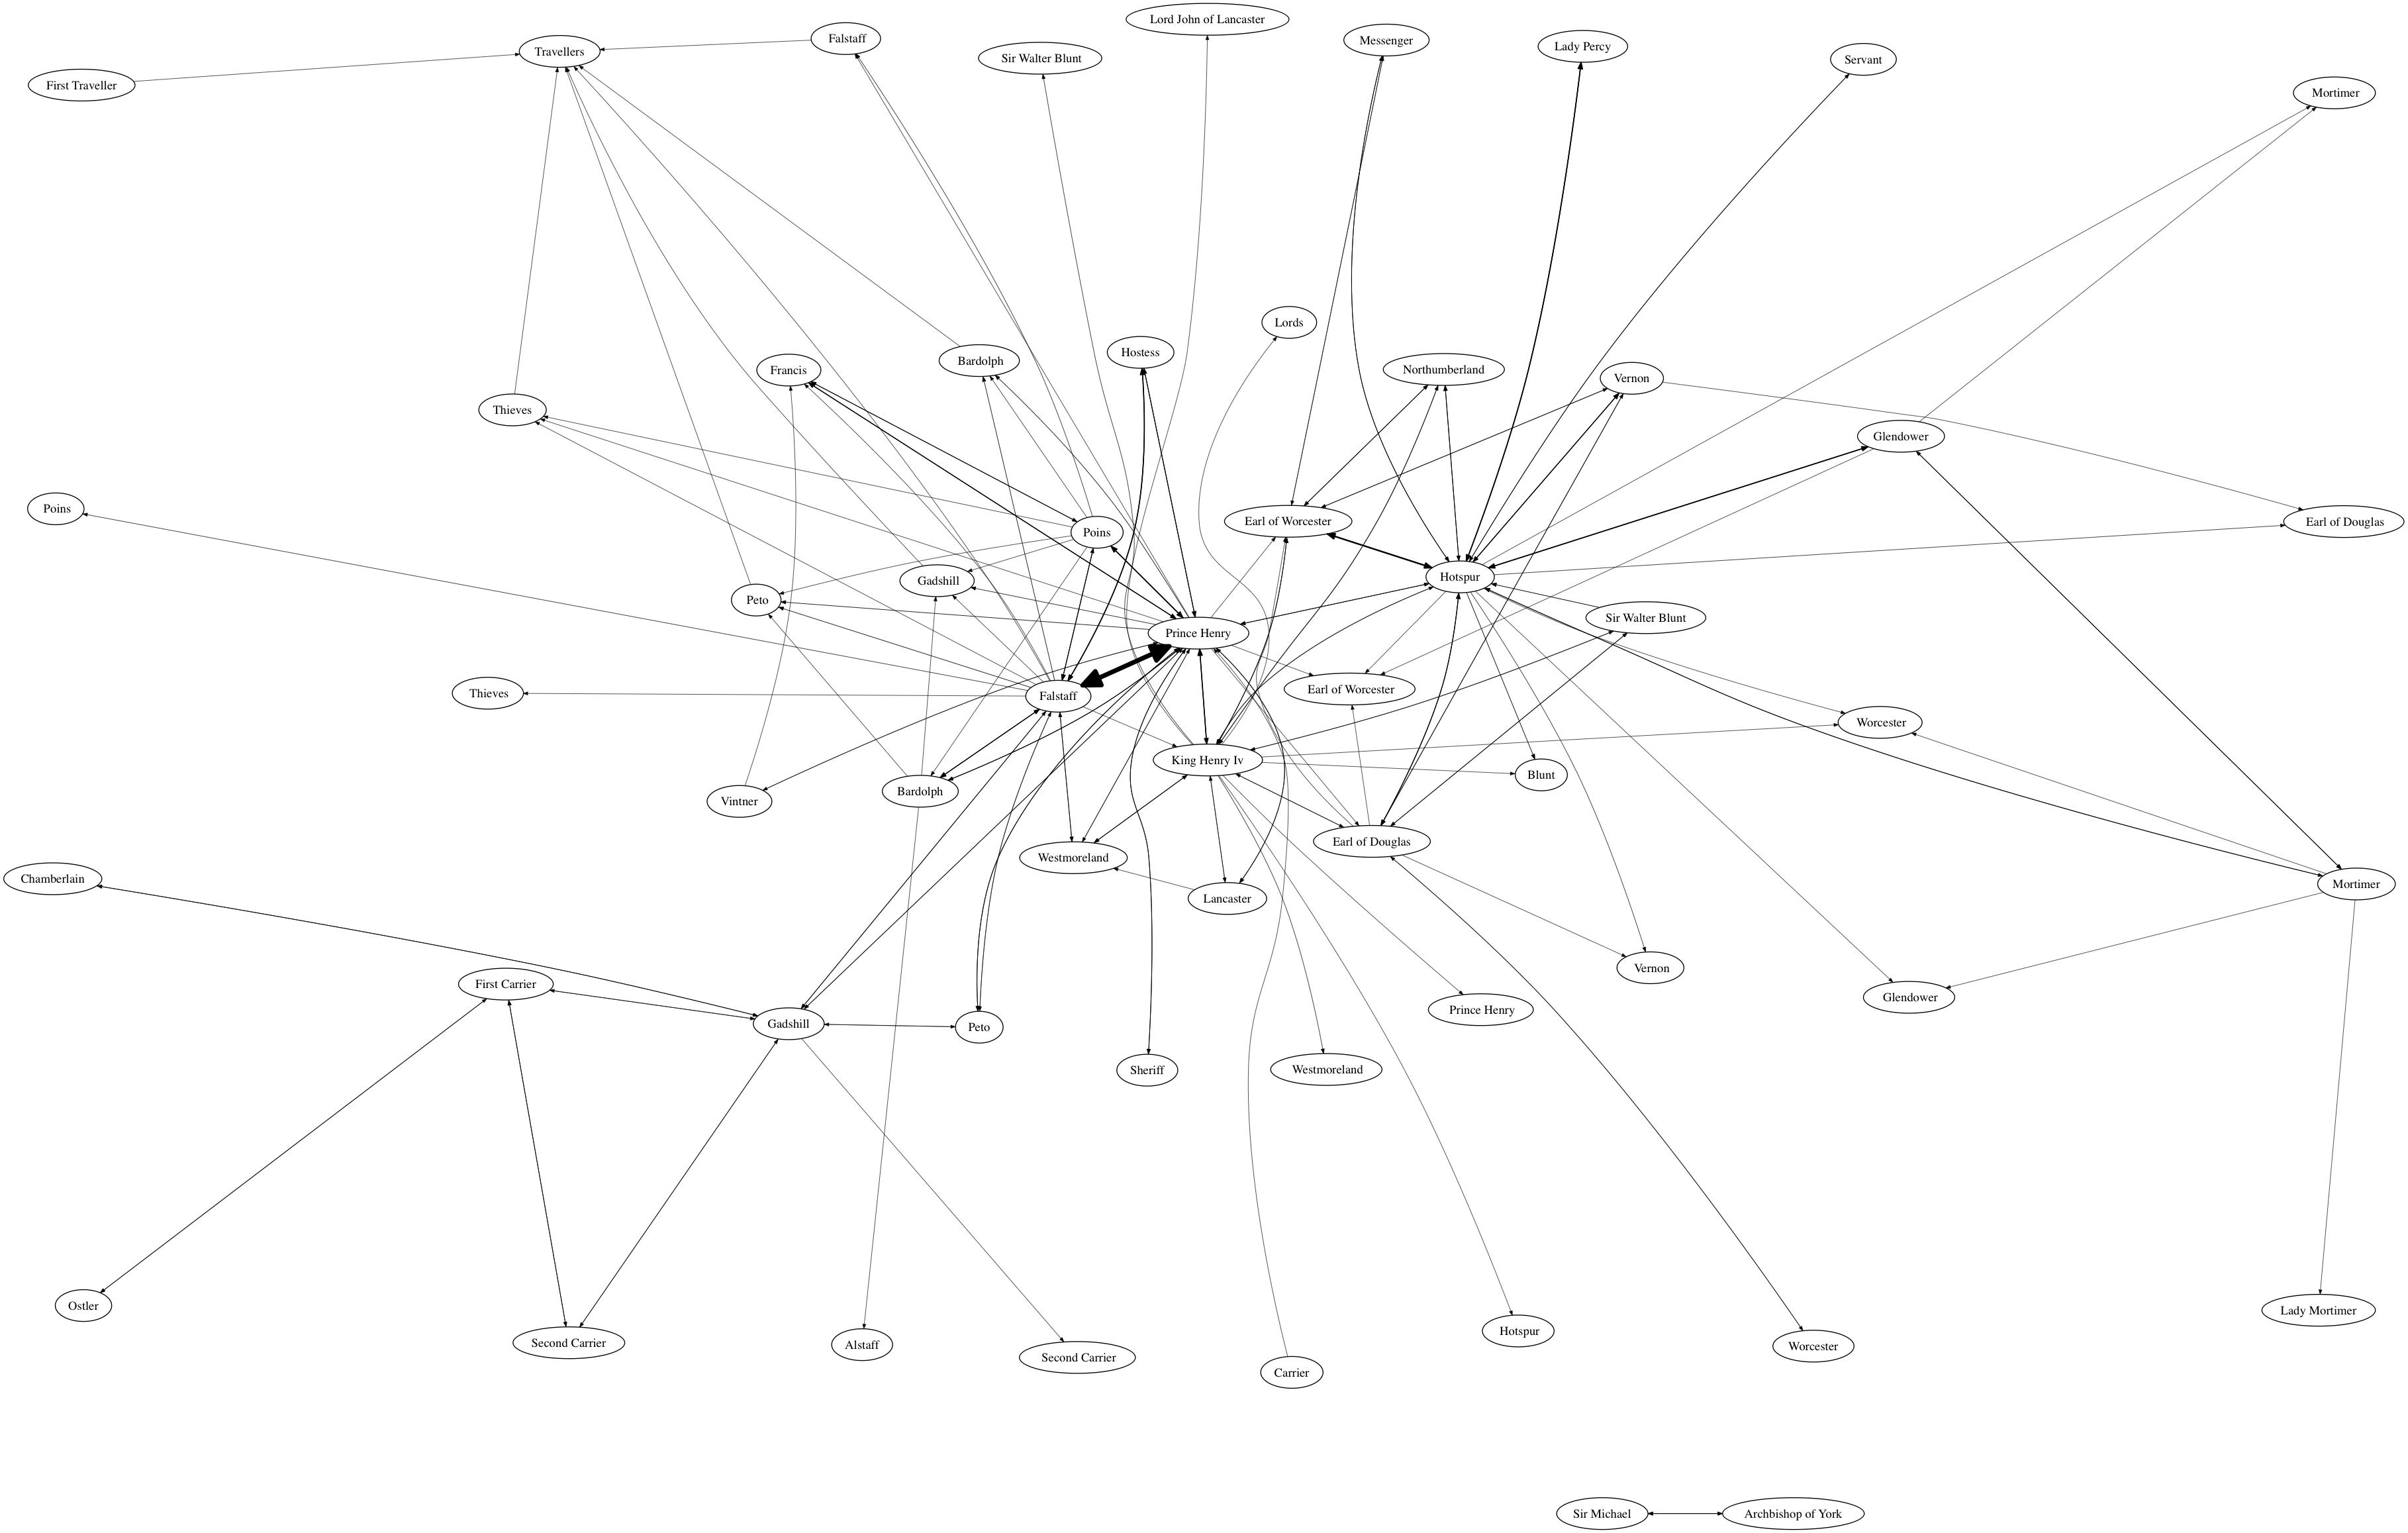 Lord John of Lancaster
Falstaff
Messenger
Lady Percy
Travellers
Sir Walter Blunt
Servant
First Traveller
Mortimer
Lords
Hostess
Bardolph
Francis
Northumberland
Vernon
Thieves
Glendower
Poins
Earl of Worcester
Earl of Douglas
Poins
Gadshill
Hotspur
Peto
Sir Walter Blunt
Prince Henry
Thieves
Falstaff
Earl of Worcester
Worcester
King Henry Iv
Blunt
Bardolph
Vintner
Earl of Douglas
Westmoreland
Chamberlain
Mortimer
Lancaster
Vernon
First Carrier
Glendower
Prince Henry
Gadshill
Peto
Sheriff
Westmoreland
Ostler
Lady Mortimer
Hotspur
Second Carrier
Alstaff
Worcester
Second Carrier
Carrier
Sir Michael
Archbishop of York